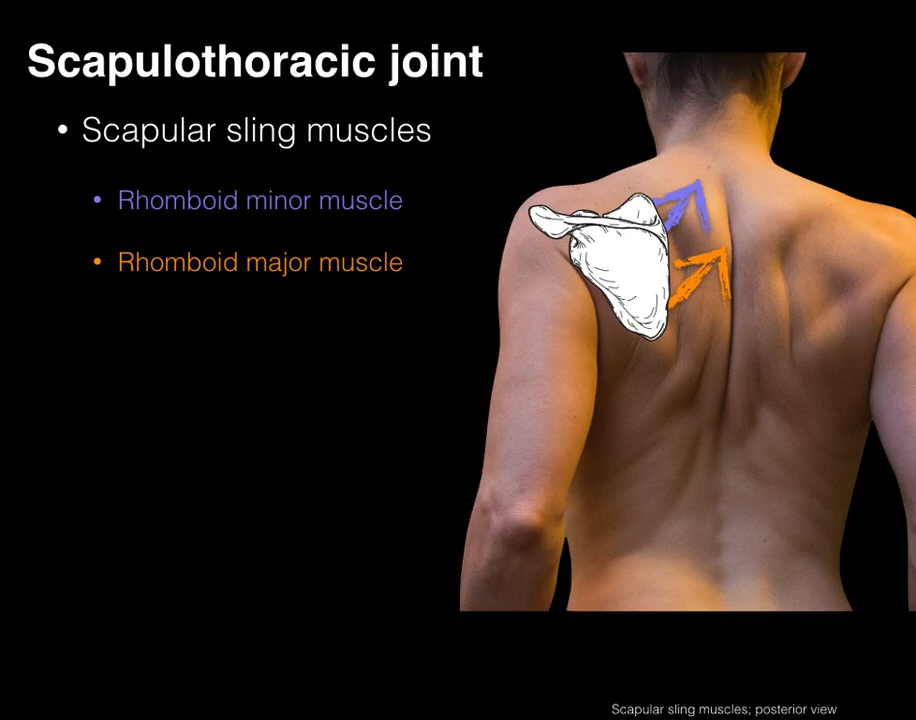 Scapulothoracic joint
• Scapular sling muscles
• Rhomboid minor muscle
• Rhomboid major muscle
Scapular sling muscles; posterior view